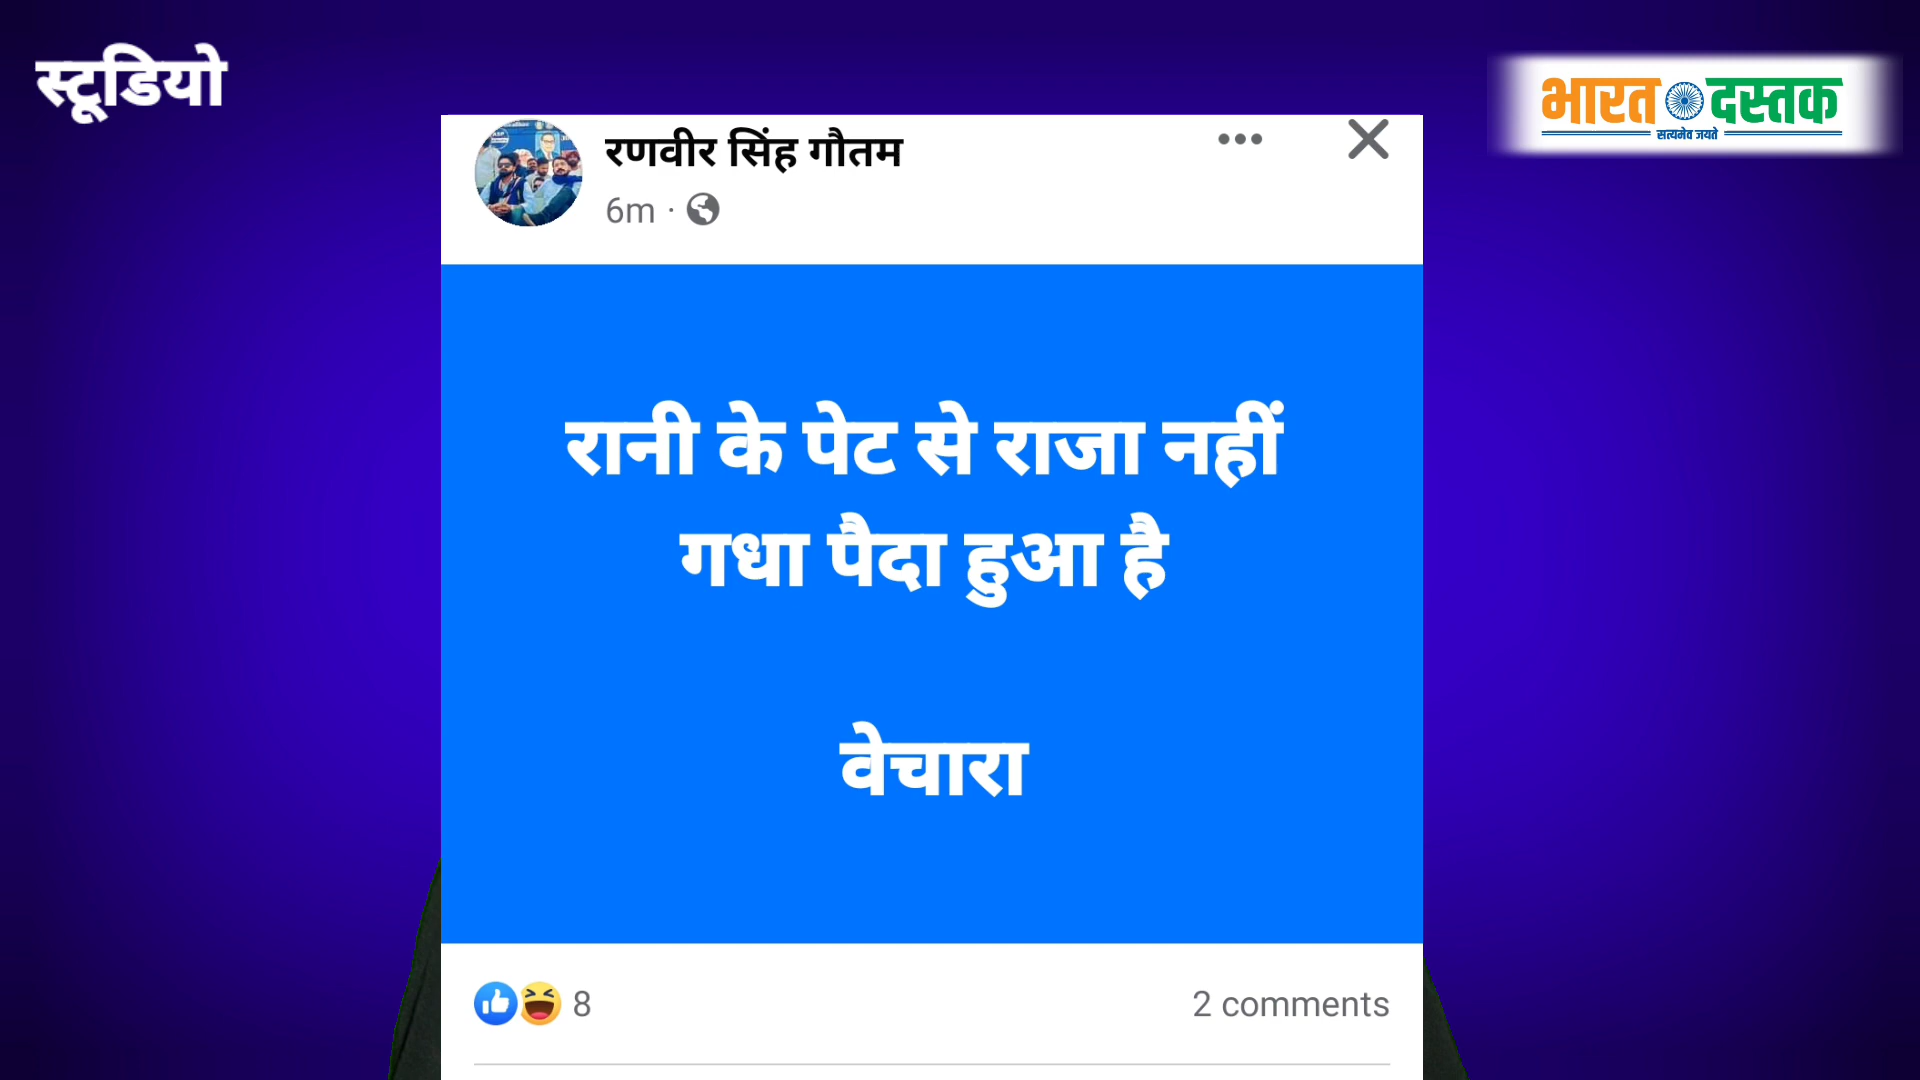 स्टूडियो
भारत दस्तक
सत्यमेव जयते
रणवीर सिंह गौतम
6m ·
रानी के पेट से राजा नहीं
गधा पैदा हुआ है
वेचारा
8
2 comments